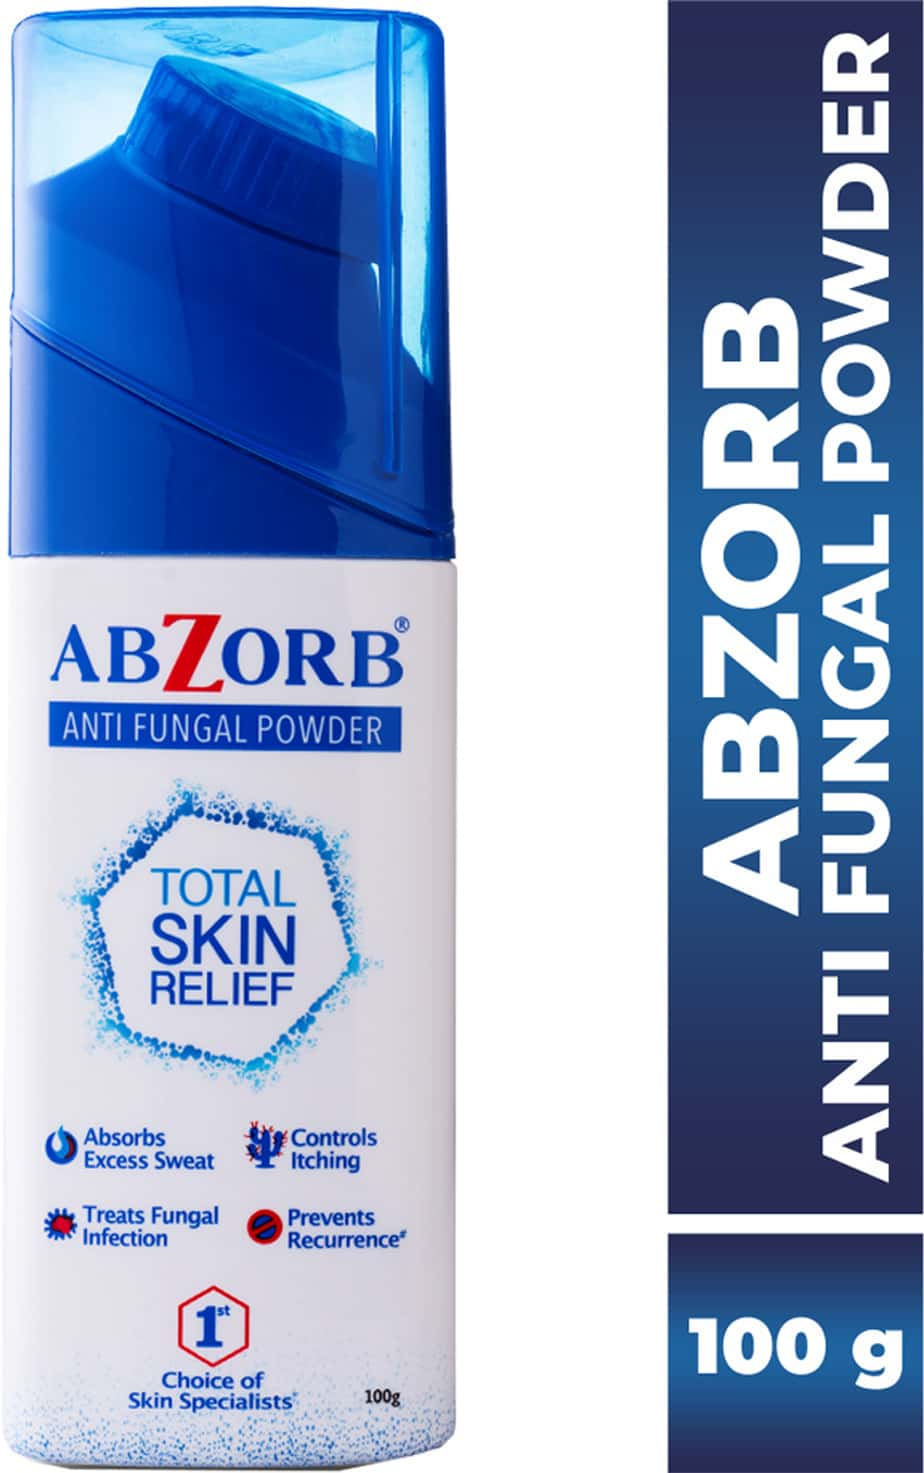 ABZORB®
ANTI FUNGAL POWDER
TOTAL
SKIN
RELIEF
Absorbs
Excess Sweat
Controls
Itching
Treats Fungal
Infection
Prevents
Recurrence#
1st
Choice of
Skin Specialists*
100g
ABZORB
ANTI FUNGAL POWDER
100 g